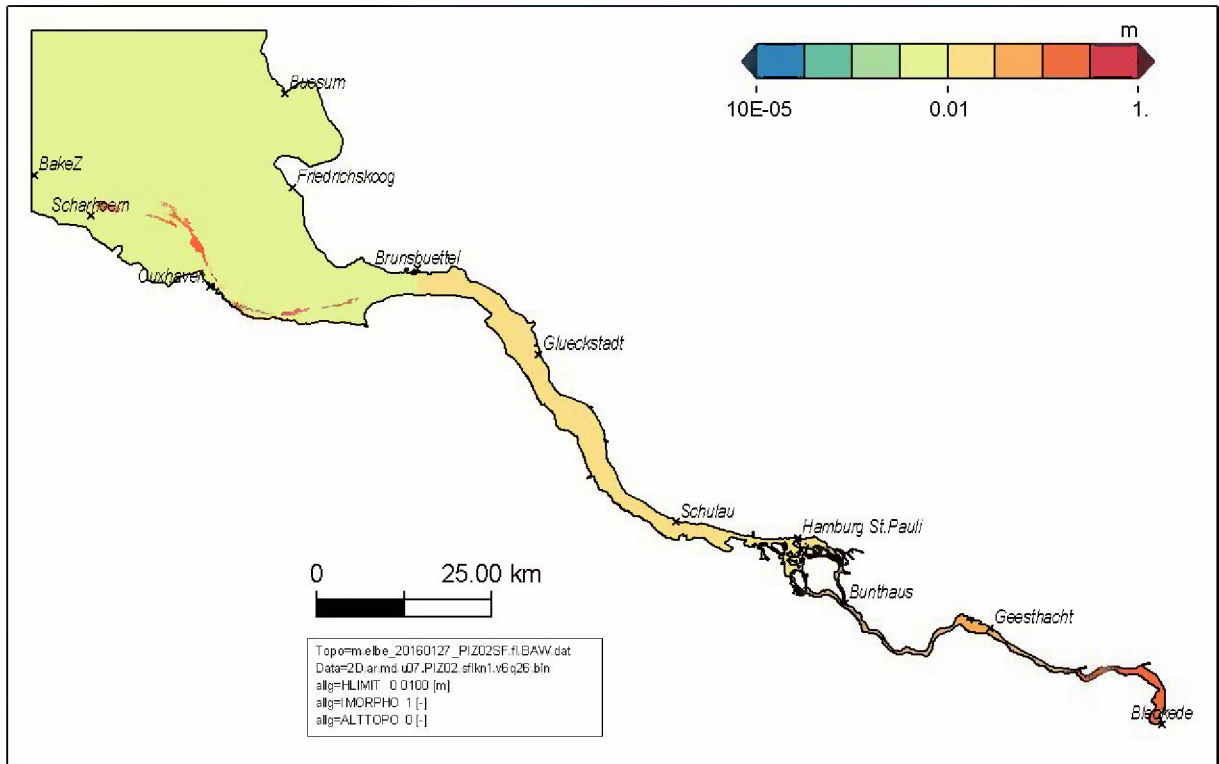 m
10E-05 0.01 1.
Buesum
BakeZ
Friedrichskoog
Scharhoern
Brunsbuettel
Cuxhaven
Glueckstadt
Schulau
Hamburg St.Pauli
0 25.00 km
Bunthaus
Geesthacht
Topo=m.elbe_20160127_PIZ02SF.fl.BAW.dat
Data=2D.ar.md.u07.PIZ02.sflkn1.v6q26.bin
allg=HLIMIT 0.0100 [m]
allg=IMORPHO 1 [-]
allg=ALTTOPO 0 [-]
Bleckede